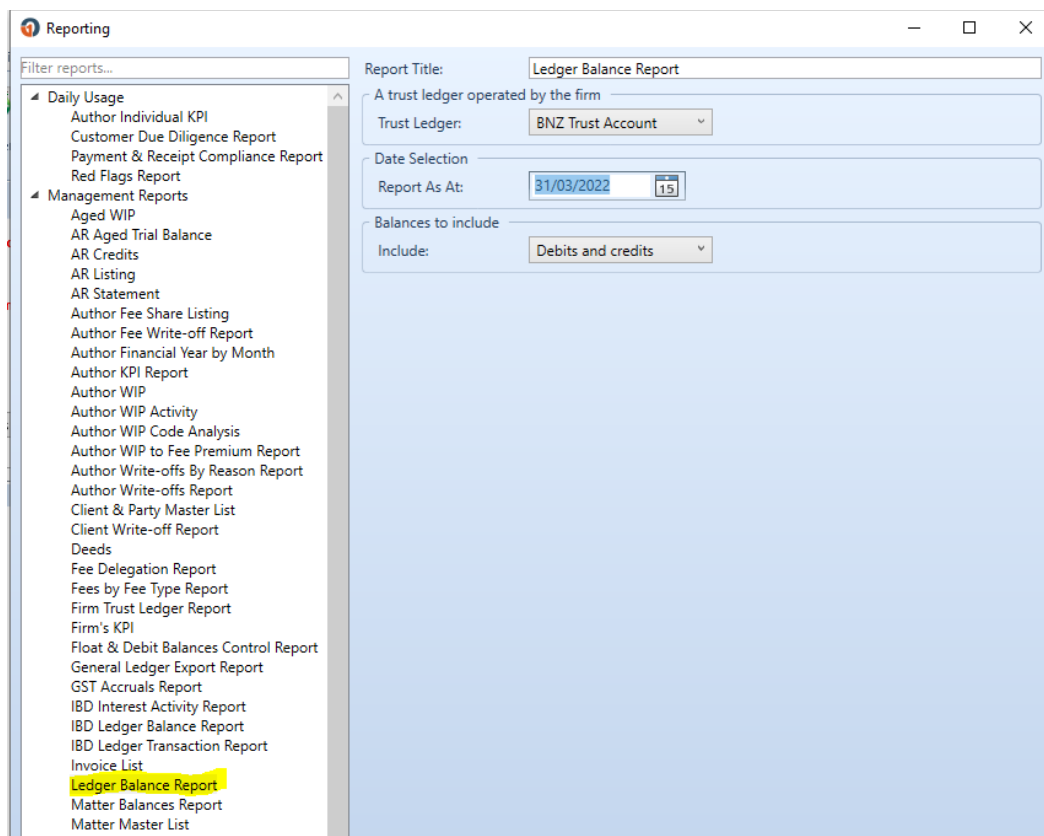 Reporting
Filter reports...
Daily Usage
Author Individual KPI
Customer Due Diligence Report
Payment & Receipt Compliance Report
Red Flags Report
Management Reports
Aged WIP
AR Aged Trial Balance
AR Credits
AR Listing
AR Statement
Author Fee Share Listing
Author Fee Write-off Report
Author Financial Year by Month
Author KPI Report
Author WIP
Author WIP Activity
Author WIP Code Analysis
Author WIP to Fee Premium Report
Author Write-offs By Reason Report
Author Write-offs Report
Client & Party Master List
Client Write-off Report
Deeds
Fee Delegation Report
Fees by Fee Type Report
Firm Trust Ledger Report
Firm's KPI
Float & Debit Balances Control Report
General Ledger Export Report
GST Accruals Report
IBD Interest Activity Report
IBD Ledger Balance Report
IBD Ledger Transaction Report
Invoice List
Ledger Balance Report
Matter Balances Report
Matter Master List
Report Title: Ledger Balance Report
A trust ledger operated by the firm
Trust Ledger: BNZ Trust Account
Date Selection
Report As At: 31/03/2022 15
Balances to include
Include: Debits and credits